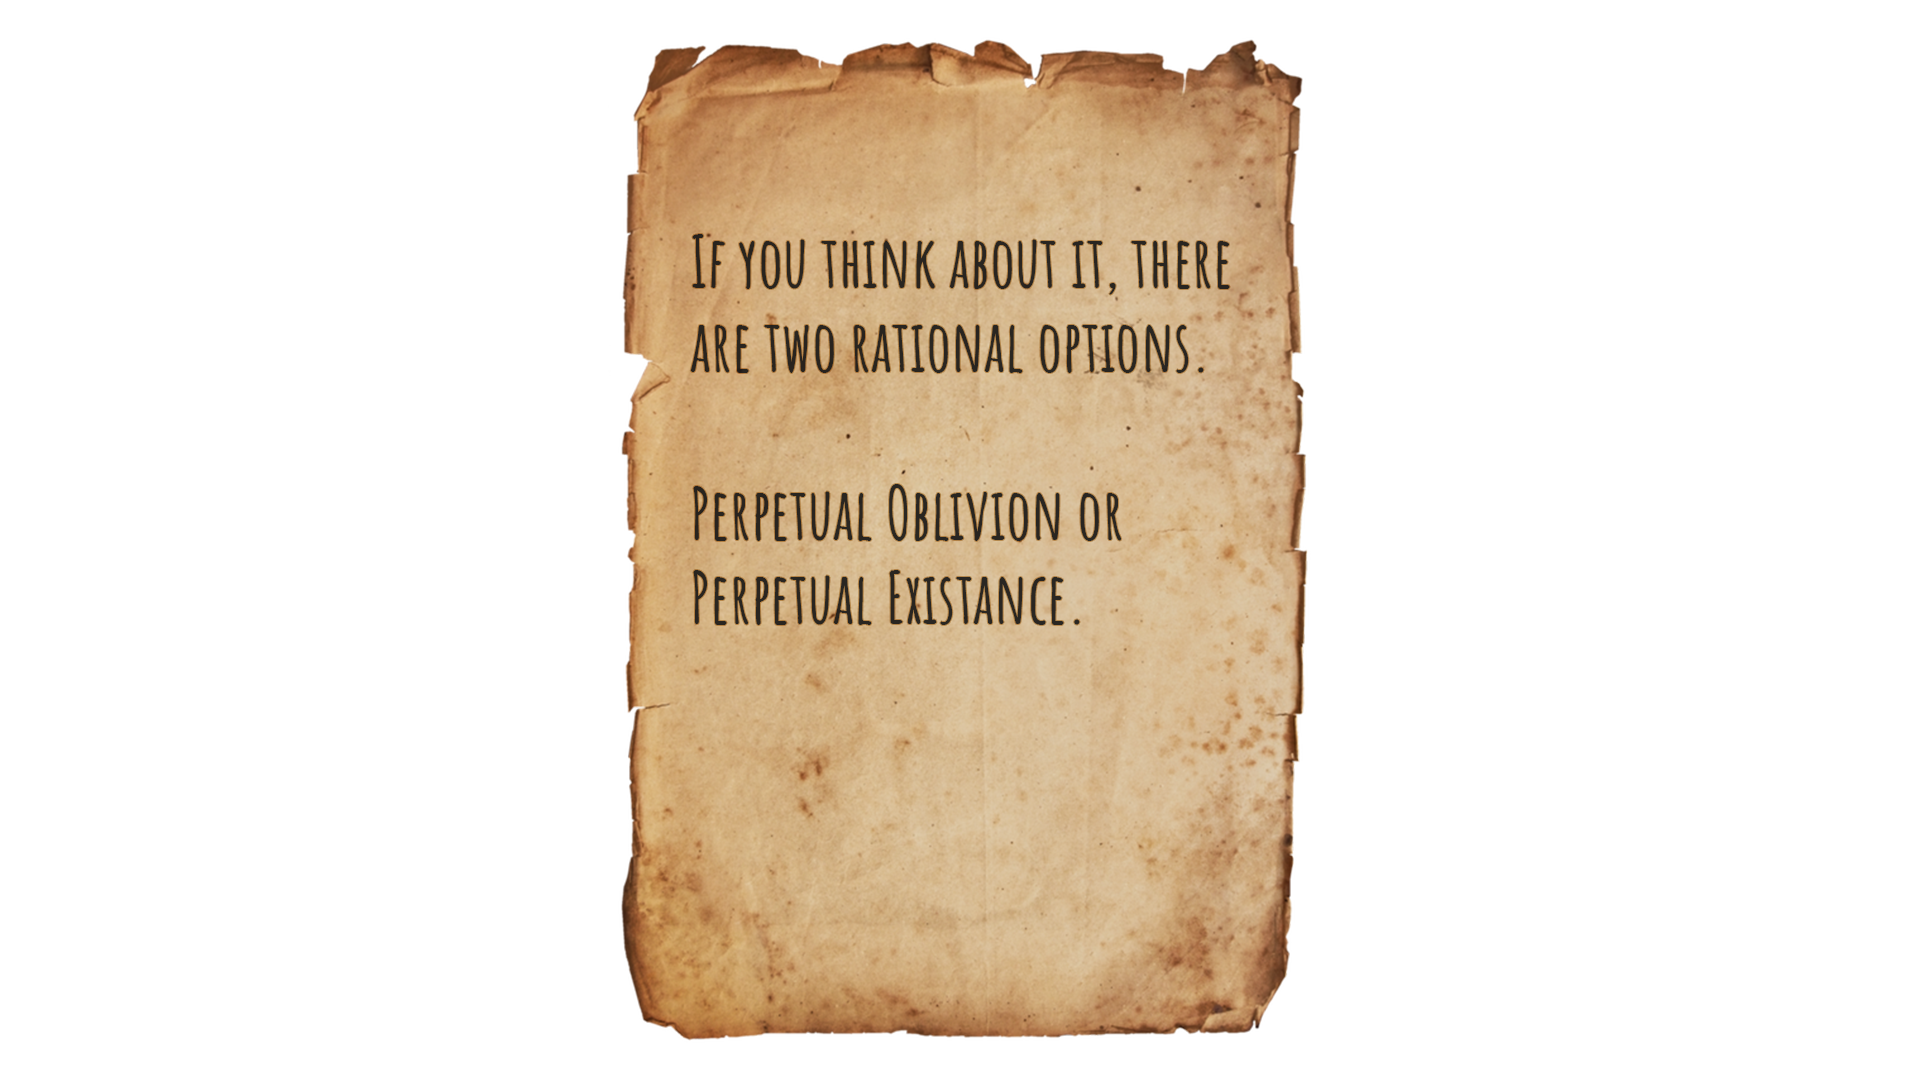 If you think about it, there
are two rational options.
Perpetual Oblivion or
Perpetual Existance.